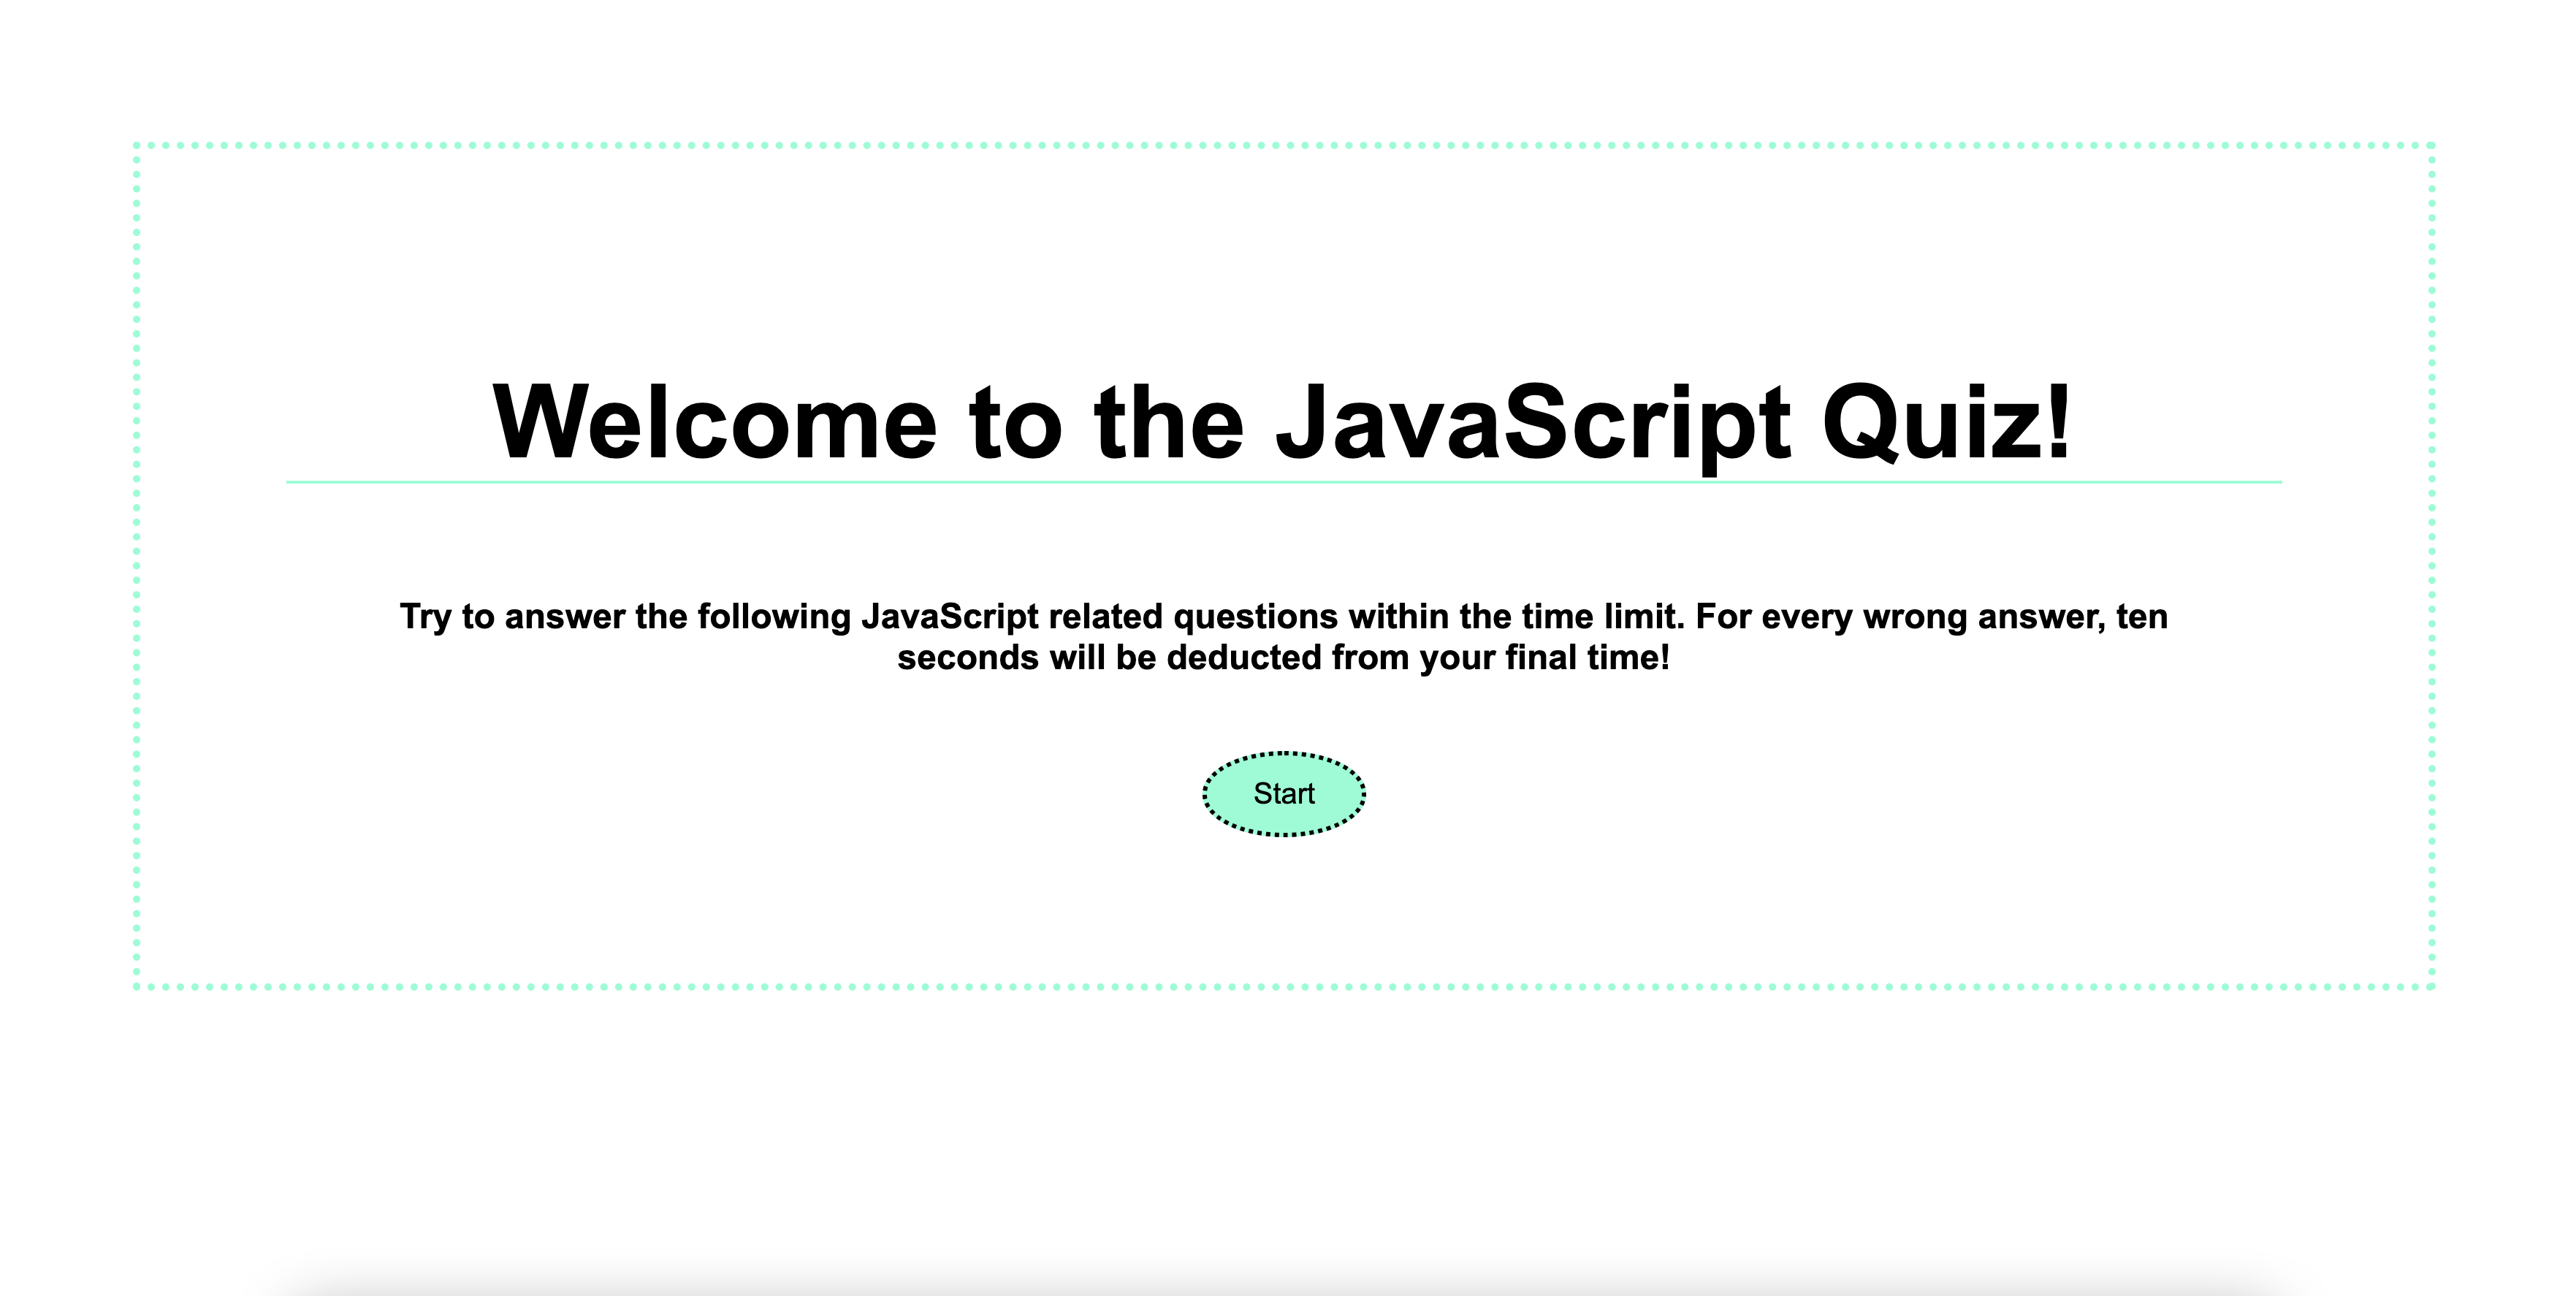 Welcome to the JavaScript Quiz!
Try to answer the following JavaScript related questions within the time limit. For every wrong answer, ten
seconds will be deducted from your final time!
Start